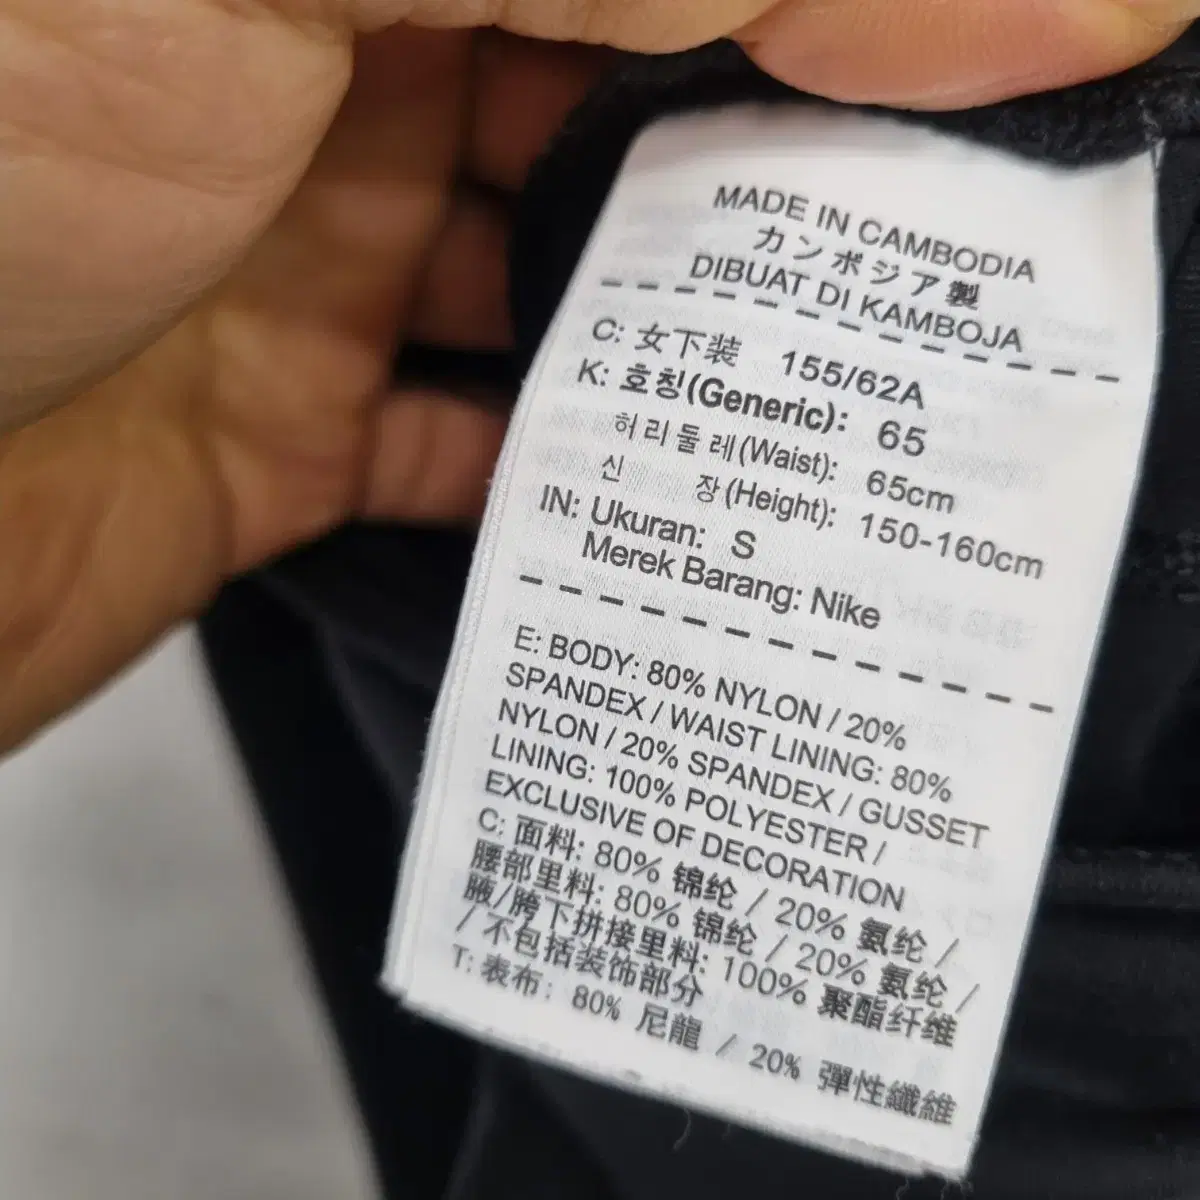 MADE IN CAMBODIA
カンボジア製
DIBUAT DI KAMBOJA
C: 女下装 155/62A
K: 호칭(Generic): 65
허리둘레(Waist): 65cm
신 장(Height): 150-160cm
IN: Ukuran: S
Merek Barang: Nike
E: BODY: 80% NYLON / 20%
SPANDEX / WAIST LINING: 80%
NYLON / 20% SPANDEX / GUSSET
LINING: 100% POLYESTER /
EXCLUSIVE OF DECORATION
C: 面料: 80% 锦纶 / 20% 氨纶 /
腰部里料: 80% 锦纶 / 20% 氨纶 /
腋/胯下拼接里料: 100% 聚酯纤维
/ 不包括装饰部分
T: 表布: 80% 尼龍 / 20% 彈性纖維